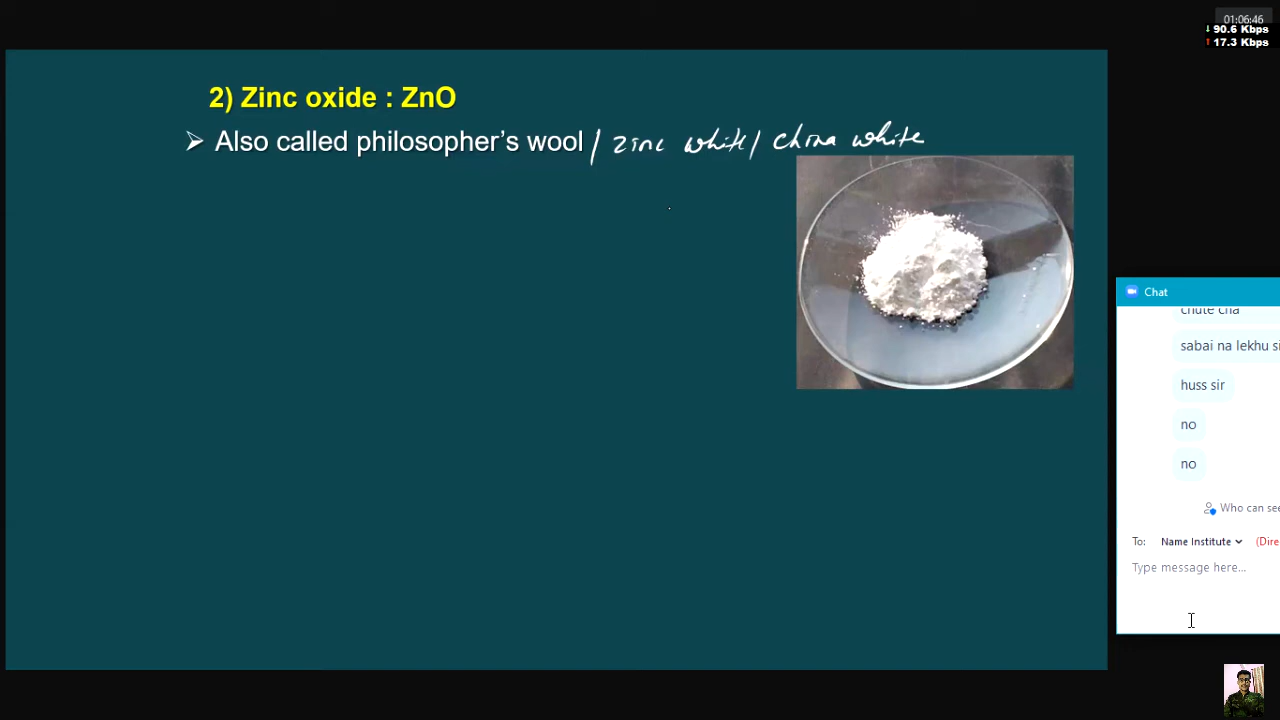 01:06:46
↓ 90.6 Kbps
↑ 17.3 Kbps
2) Zinc oxide : ZnO
➢ Also called philosopher's wool / zinc white / china white
Chat
chute cha
sabai na lekhu si
huss sir
no
no
Who can see
To: Name Institute (Dire
Type message here...